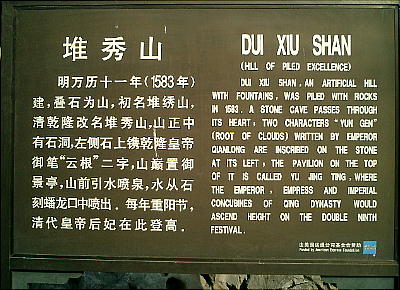 堆秀山
明万历十一年(1583年)
建,叠石为山,初名堆绣山,
清乾隆改名堆秀山,山正中
有石洞,左侧石上镌乾隆皇帝
御笔“云根”二字,山巅置御
景亭,山前引水喷泉,水从石
刻蟠龙口中喷出.每年重阳节,
清代皇帝后妃在此登高.
DUI XIU SHAN
(HILL OF PILED EXCELLENCE)
DUI XIU SHAN, AN ARTIFICIAL HILL
WITH FOUNTAINS, WAS PILED WITH ROCKS
IN 1583. A STONE CAVE PASSES THROUGH
ITS HEART; TWO CHARACTERS “YUN GEN”
(ROOT OF CLOUDS) WRITTEN BY EMPEROR
QIANLONG ARE INSCRIBED ON THE STONE
AT ITS LEFT; THE PAVILION ON THE TOP
OF IT IS CALLED YU JING TING, WHERE
THE EMPEROR, EMPRESS AND IMPERIAL
CONCUBINES OF QING DYNASTY WOULD
ASCEND HEIGHT ON THE DOUBLE NINTH
FESTIVAL.
Funded by American Express Foundation